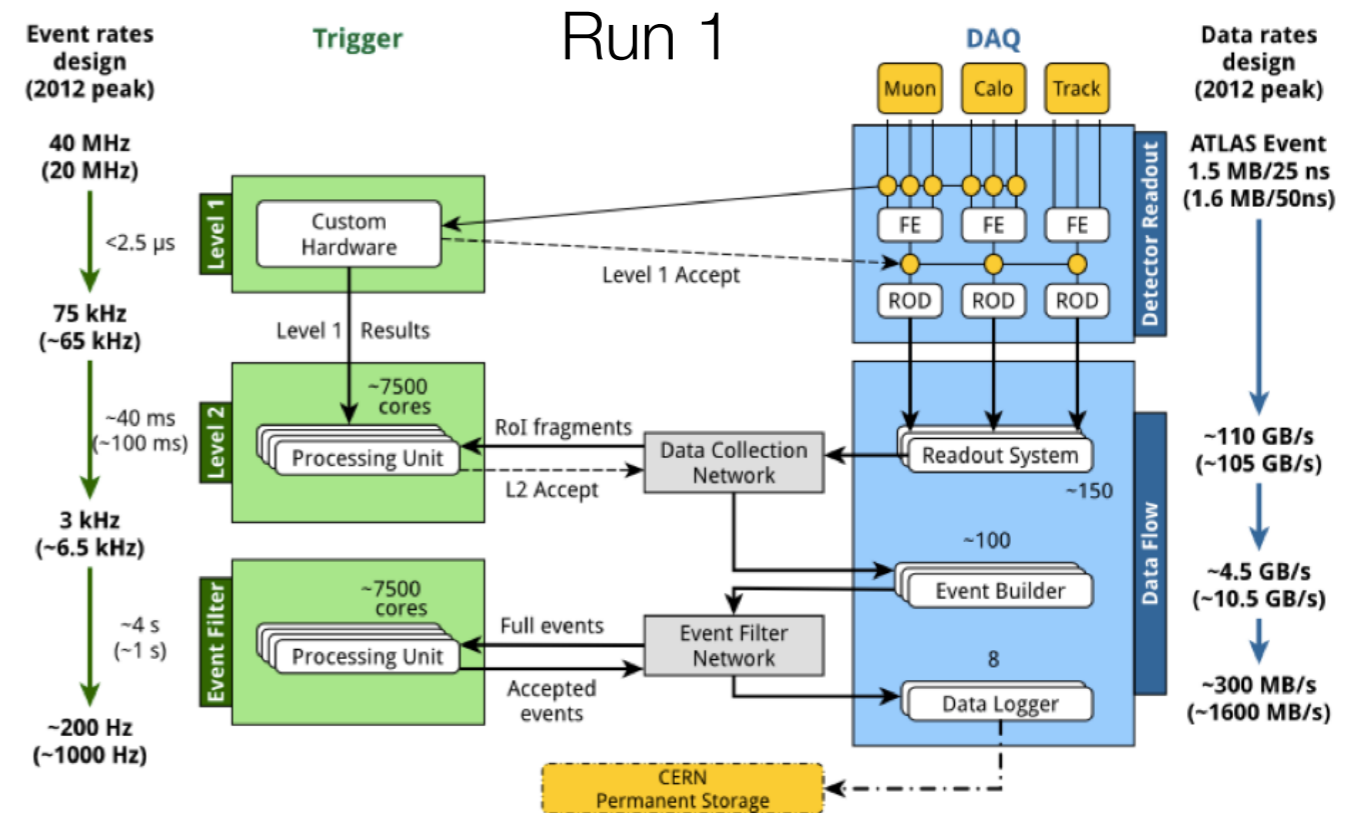 Run 1
Event rates
design
(2012 peak)
40 MHz
(20 MHz)
<2.5 µs
75 kHz
(~65 kHz)
~40 ms
(~100 ms)
3 kHz
(~6.5 kHz)
~4 s
(~1 s)
~200 Hz
(~1000 Hz)
Trigger
Level 1
Custom
Hardware
Level 1 Results
Level 2
~7500
cores
Processing Unit
Event Filter
~7500
cores
Processing Unit
Level 1 Accept
RoI fragments
L2 Accept
Data Collection
Network
Full events
Accepted
events
Event Filter
Network
CERN
Permanent Storage
DAQ
Muon Calo Track
FE FE FE
ROD ROD ROD
Detector Readout
Readout System
~150
~100
Event Builder
8
Data Logger
Data Flow
Data rates
design
(2012 peak)
ATLAS Event
1.5 MB/25 ns
(1.6 MB/50ns)
~110 GB/s
(~105 GB/s)
~4.5 GB/s
(~10.5 GB/s)
~300 MB/s
(~1600 MB/s)